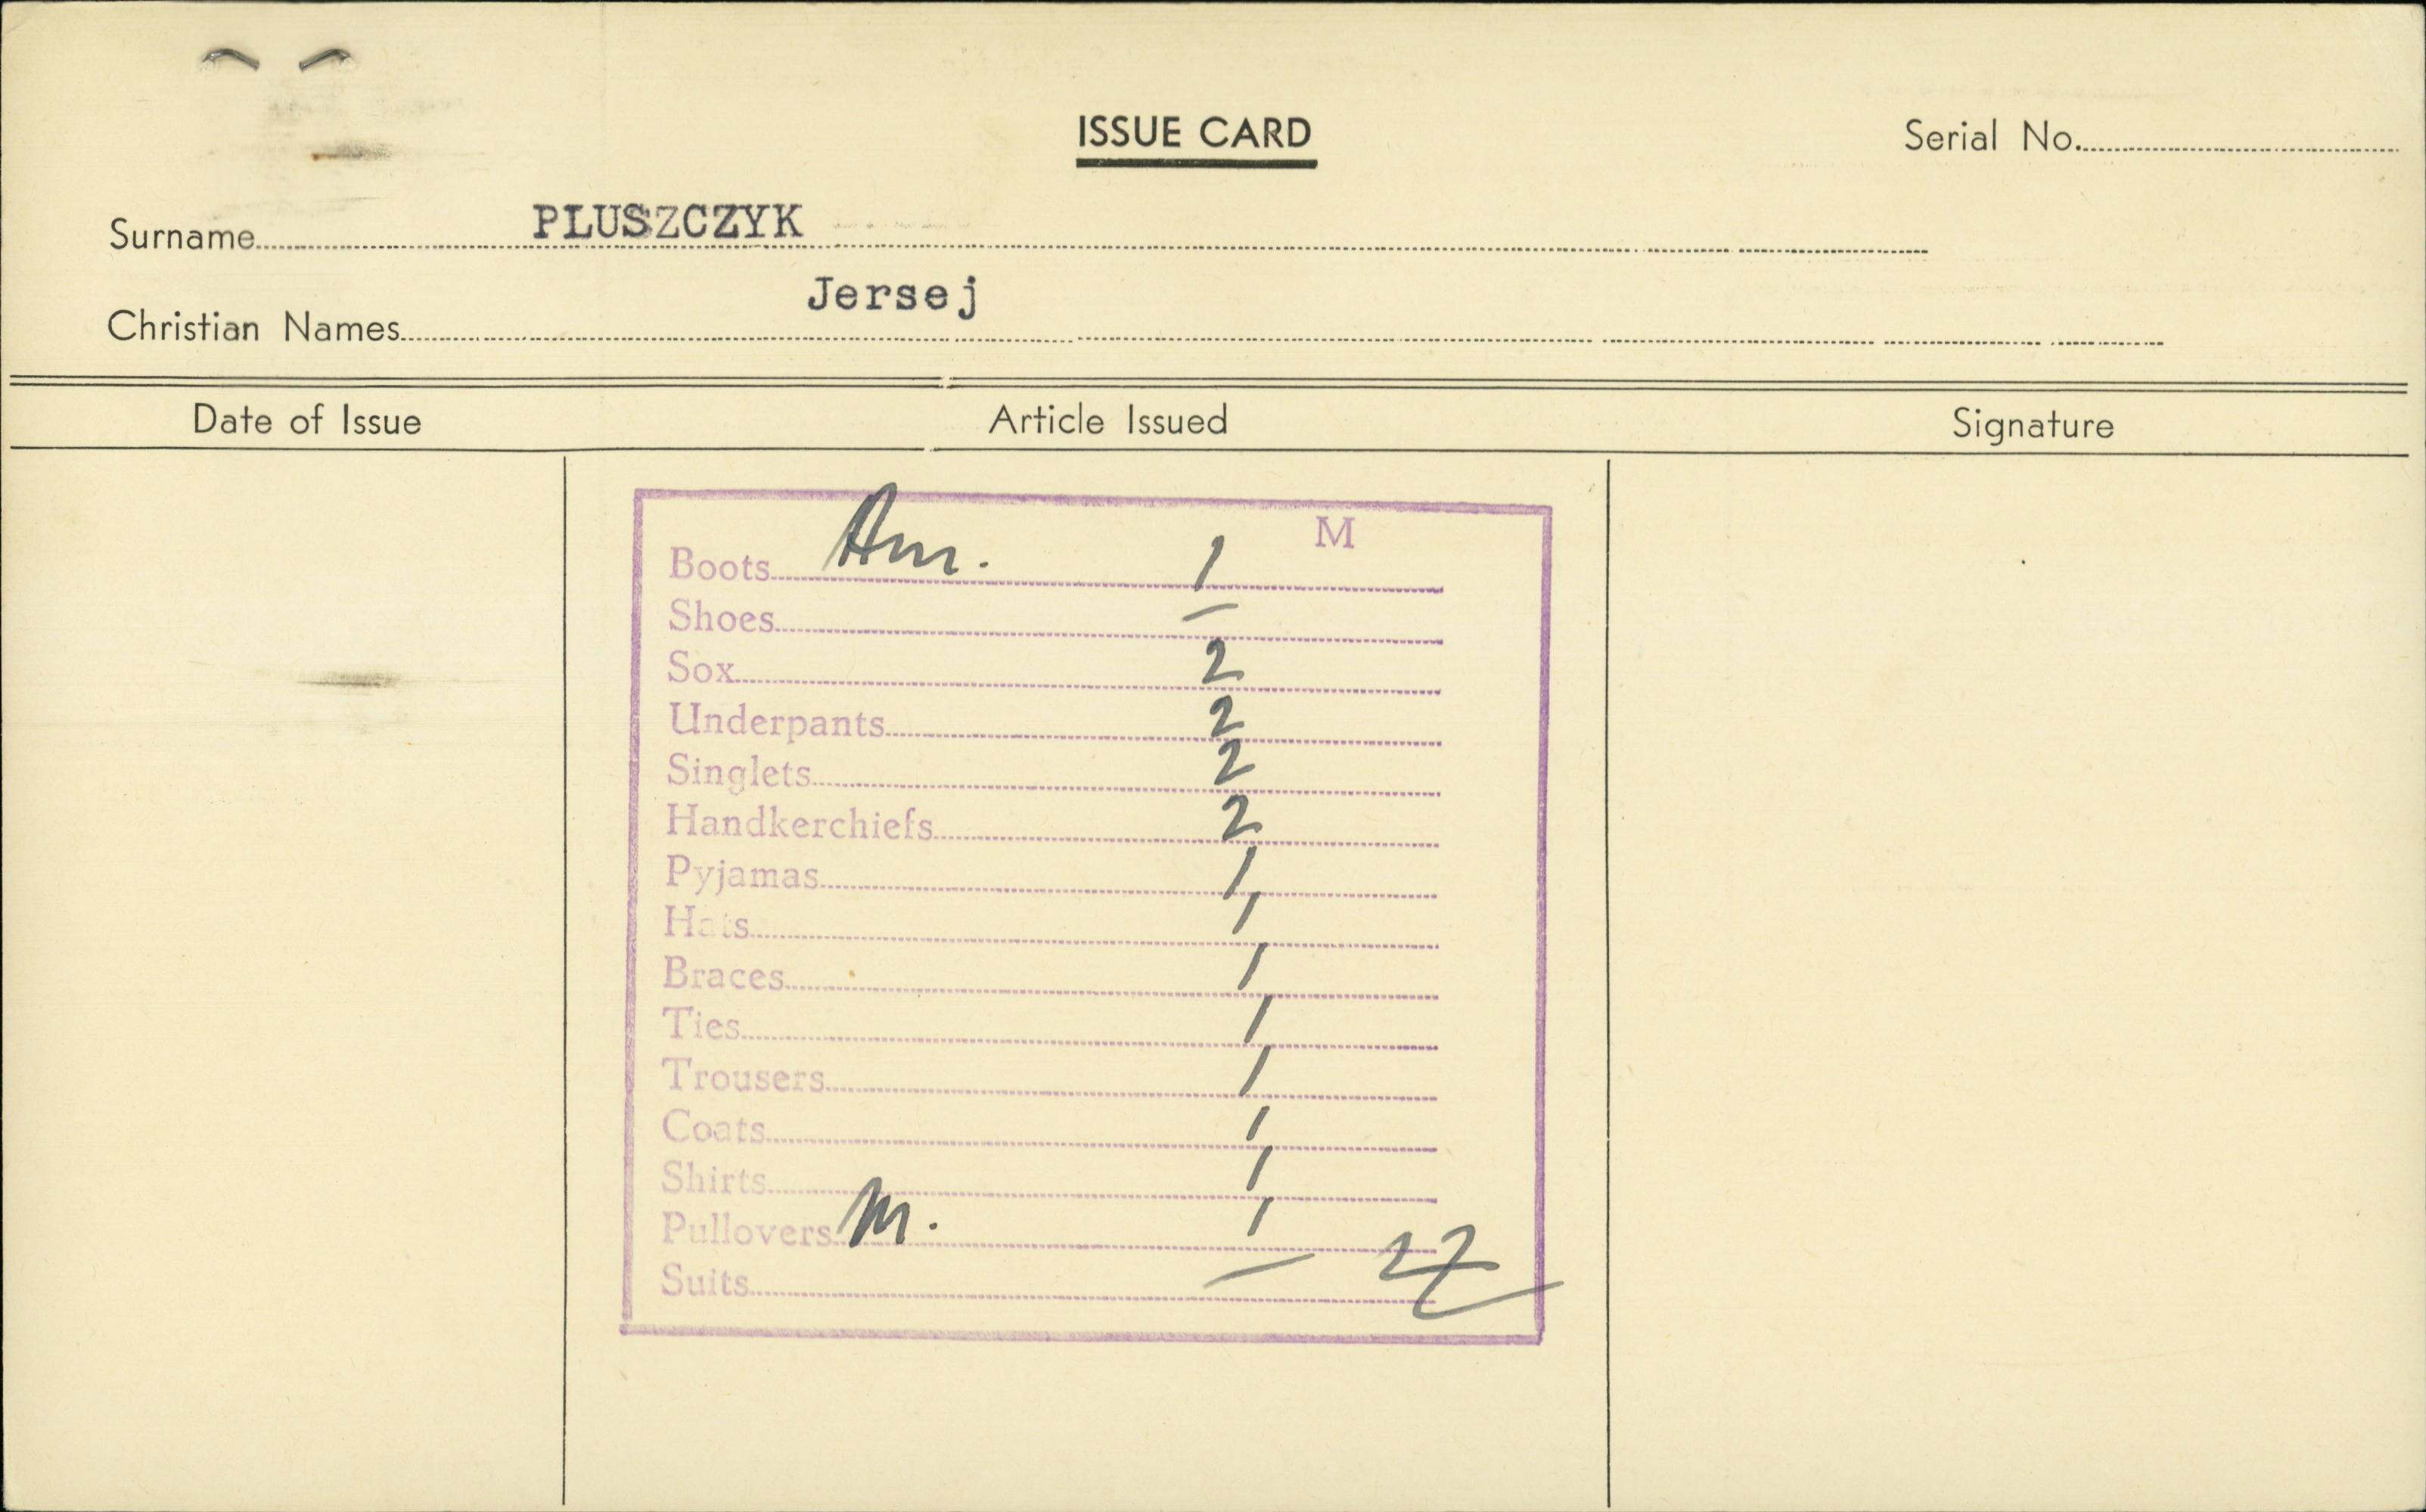 ISSUE CARD
Serial No.
Surname PLUSZCZYK
Christian Names Jersej
Date of Issue Article Issued Signature
M
Boots Am. 1
Shoes —
Sox 2
Underpants 2
Singlets 2
Handkerchiefs 2
Pyjamas 1
Hats 1
Braces 1
Ties 1
Trousers 1
Coats 1
Shirts 1
Pullovers M. 1
Suits —